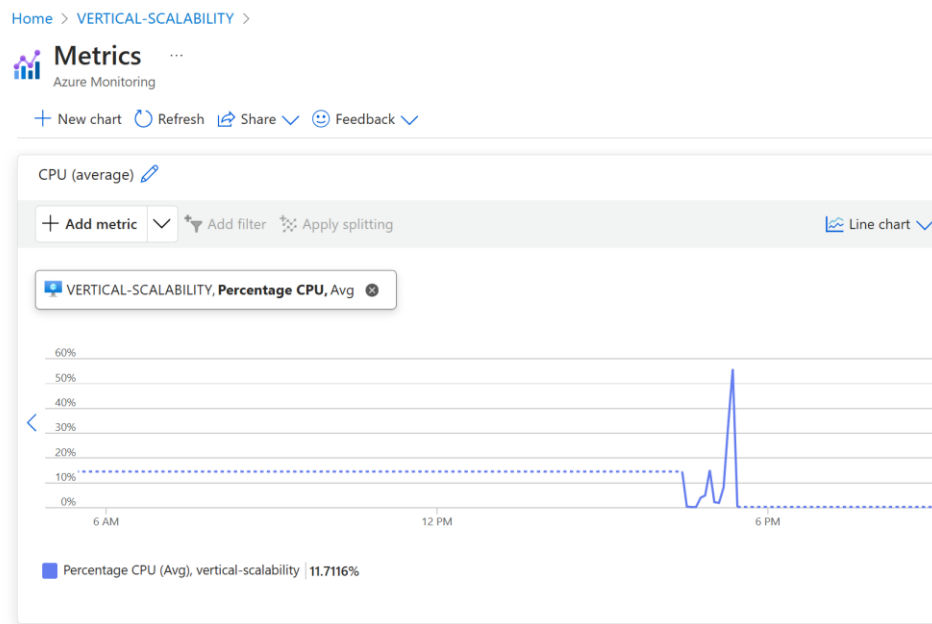 Home > VERTICAL-SCALABILITY >
Metrics ...
Azure Monitoring
New chart Refresh Share Feedback
CPU (average)
Add metric Add filter Apply splitting Line chart
VERTICAL-SCALABILITY, Percentage CPU, Avg
60%
50%
40%
30%
20%
10%
0%
6 AM 12 PM 6 PM
Percentage CPU (Avg), vertical-scalability 11.7116%